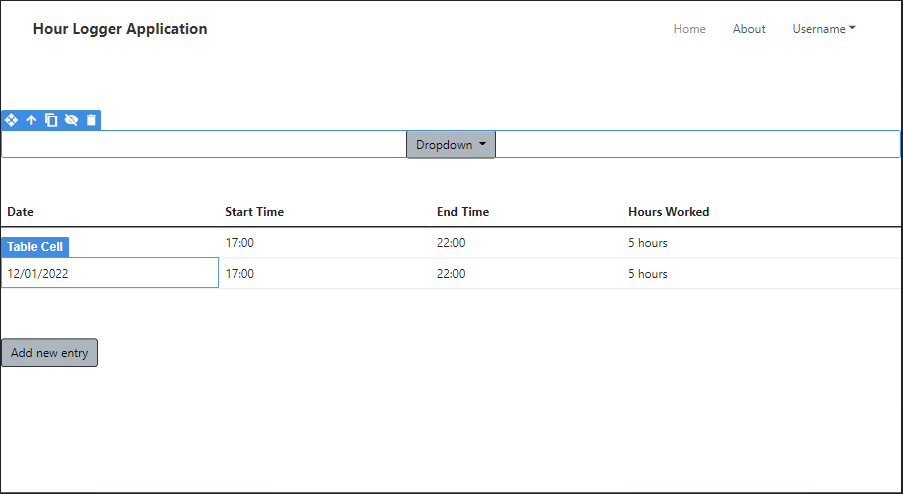 Hour Logger Application Home About Username
Dropdown
Date Start Time End Time Hours Worked
17:00 22:00 5 hours
Table Cell
12/01/2022 17:00 22:00 5 hours
Add new entry